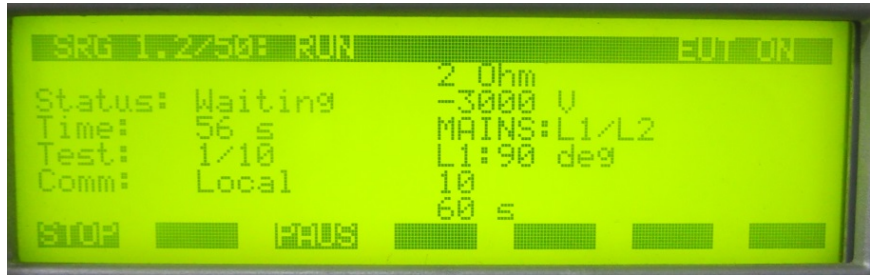 SRG 1.2/50: RUN EUT ON
2 Ohm
Status: Waiting -3000 V
Time: 56 s MAINS:L1/L2
Test: 1/10 L1:90 deg
Comm: Local 10
60 s
STOP PAUS